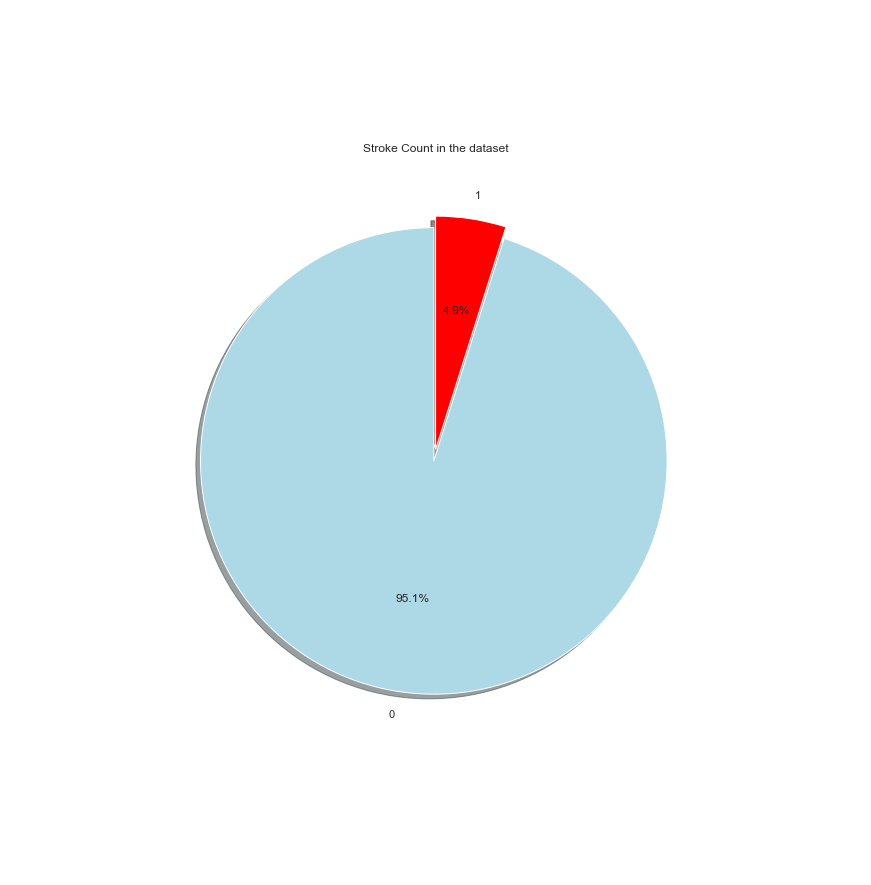 Stroke Count in the dataset
1
4.9%
95.1%
0